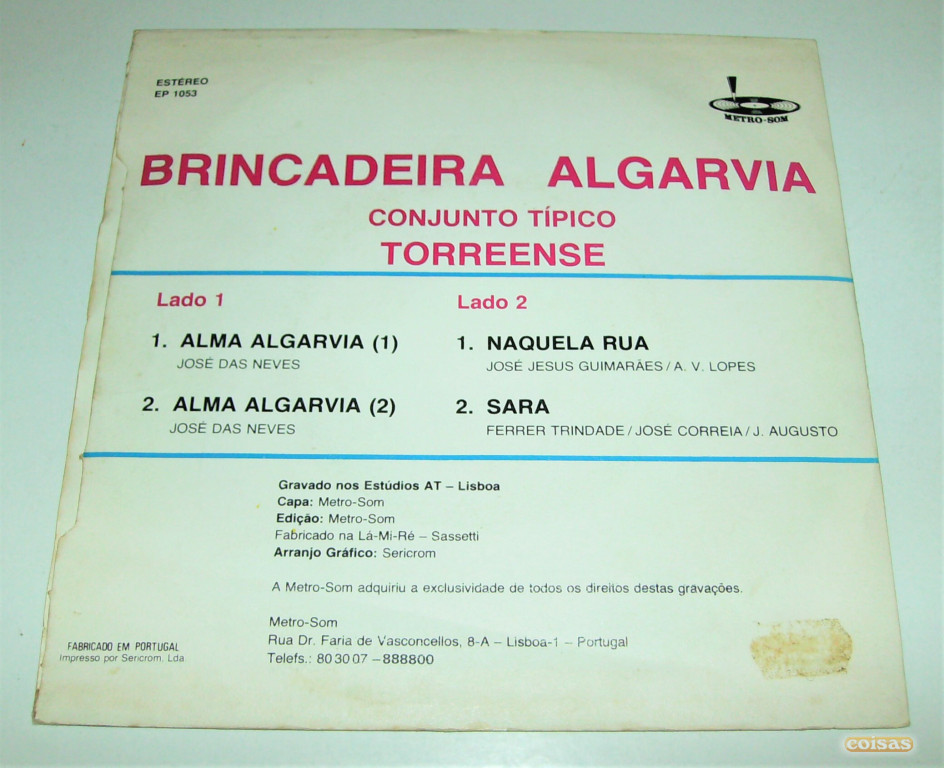 ESTÉREO
EP 1053
METRO-SOM
BRINCADEIRA ALGARVIA
CONJUNTO TÍPICO
TORREENSE
Lado 1
1. ALMA ALGARVIA (1)
JOSÉ DAS NEVES
2. ALMA ALGARVIA (2)
JOSÉ DAS NEVES
Lado 2
1. NAQUELA RUA
JOSÉ JESUS GUIMARÃES / A. V. LOPES
2. SARA
FERRER TRINDADE / JOSÉ CORREIA / J. AUGUSTO
Gravado nos Estúdios AT – Lisboa
Capa: Metro-Som
Edição: Metro-Som
Fabricado na Lá-Mi-Ré – Sassetti
Arranjo Gráfico: Sericrom
A Metro-Som adquiriu a exclusividade de todos os direitos destas gravações.
Metro-Som
Rua Dr. Faria de Vasconcellos, 8-A – Lisboa-1 – Portugal
Telefs.: 80 30 07 – 888800
FABRICADO EM PORTUGAL
Impresso por Sericrom, Lda
coisas